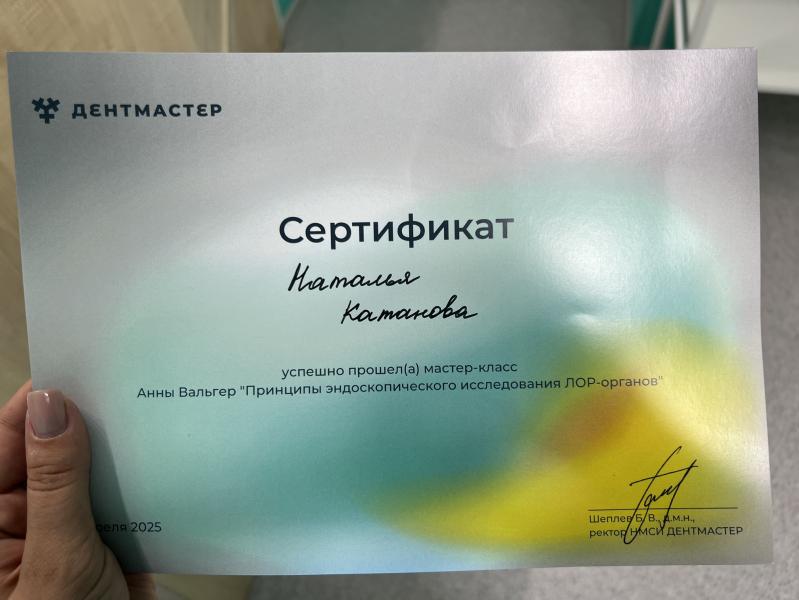 ДЕНТМАСТЕР
Сертификат
Наталья
Катанова
успешно прошел(а) мастер-класс
Анны Вальгер "Принципы эндоскопического исследования ЛОР-органов"
2025
Шеплев Б. В., д.м.н.,
ректор НМСИ ДЕНТМАСТЕР